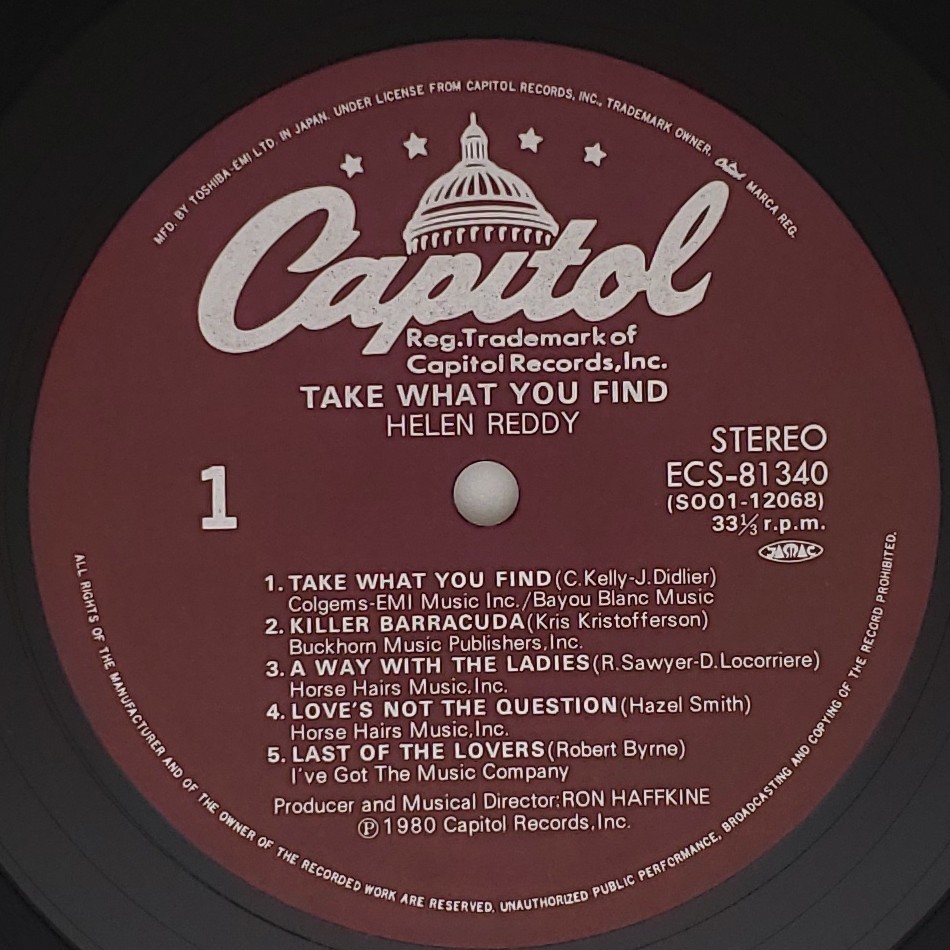 MFD. BY TOSHIBA-EMI LTD. IN JAPAN. UNDER LICENSE FROM CAPITOL RECORDS, INC., TRADEMARK OWNER. Capitol MARCA REG.
Capitol
Reg.Trademark of
Capitol Records,Inc.
TAKE WHAT YOU FIND
HELEN REDDY
STEREO
ECS-81340
(SOO1-12068)
33⅓ r.p.m.
1
JASRAC
1. TAKE WHAT YOU FIND (C.Kelly-J.Didlier)
Colgems-EMI Music Inc./Bayou Blanc Music
2. KILLER BARRACUDA (Kris Kristofferson)
Buckhorn Music Publishers,Inc.
3. A WAY WITH THE LADIES (R.Sawyer-D.Locorriere)
Horse Hairs Music,Inc.
4. LOVE'S NOT THE QUESTION (Hazel Smith)
Horse Hairs Music,Inc.
5. LAST OF THE LOVERS (Robert Byrne)
I've Got The Music Company
Producer and Musical Director:RON HAFFKINE
Ⓟ1980 Capitol Records,Inc.
ALL RIGHTS OF THE MANUFACTURER AND OF THE OWNER OF THE RECORDED WORK ARE RESERVED. UNAUTHORIZED PUBLIC PERFORMANCE, BROADCASTING AND COPYING OF THE RECORD PROHIBITED.